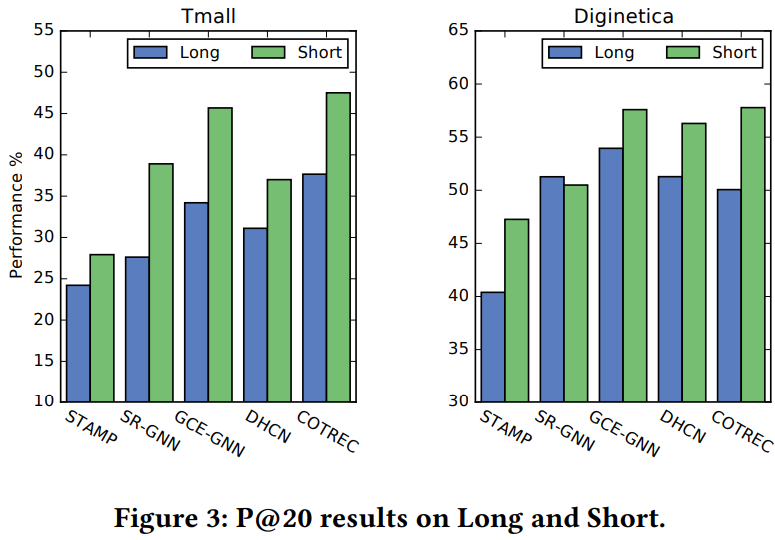 Tmall
Performance %
55
50
45
40
35
30
25
20
15
10
Long Short
STAMP SR-GNN GCE-GNN DHCN COTREC
Diginetica
65
60
55
50
45
40
35
30
Long Short
STAMP SR-GNN GCE-GNN DHCN COTREC
Figure 3: P@20 results on Long and Short.